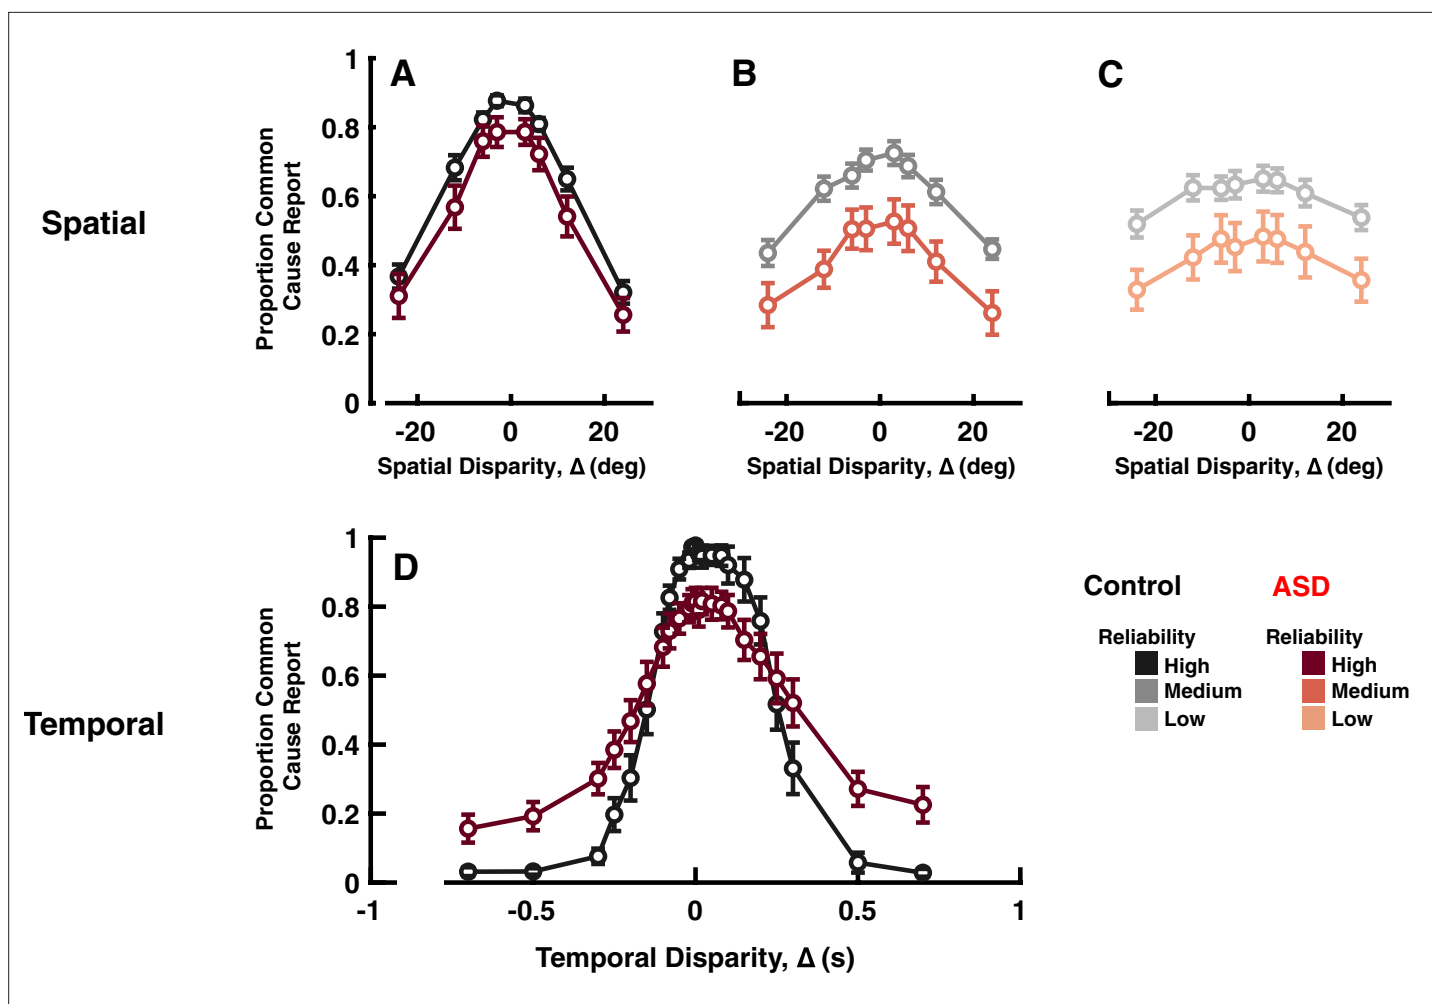 Spatial
Proportion Common
Cause Report
1
0.8
0.6
0.4
0.2
0
A
-20 0 20
Spatial Disparity, Δ (deg)
B
-20 0 20
Spatial Disparity, Δ (deg)
C
-20 0 20
Spatial Disparity, Δ (deg)
Temporal
Proportion Common
Cause Report
1
0.8
0.6
0.4
0.2
0
D
-1 -0.5 0 0.5 1
Temporal Disparity, Δ (s)
Control ASD
Reliability Reliability
High High
Medium Medium
Low Low